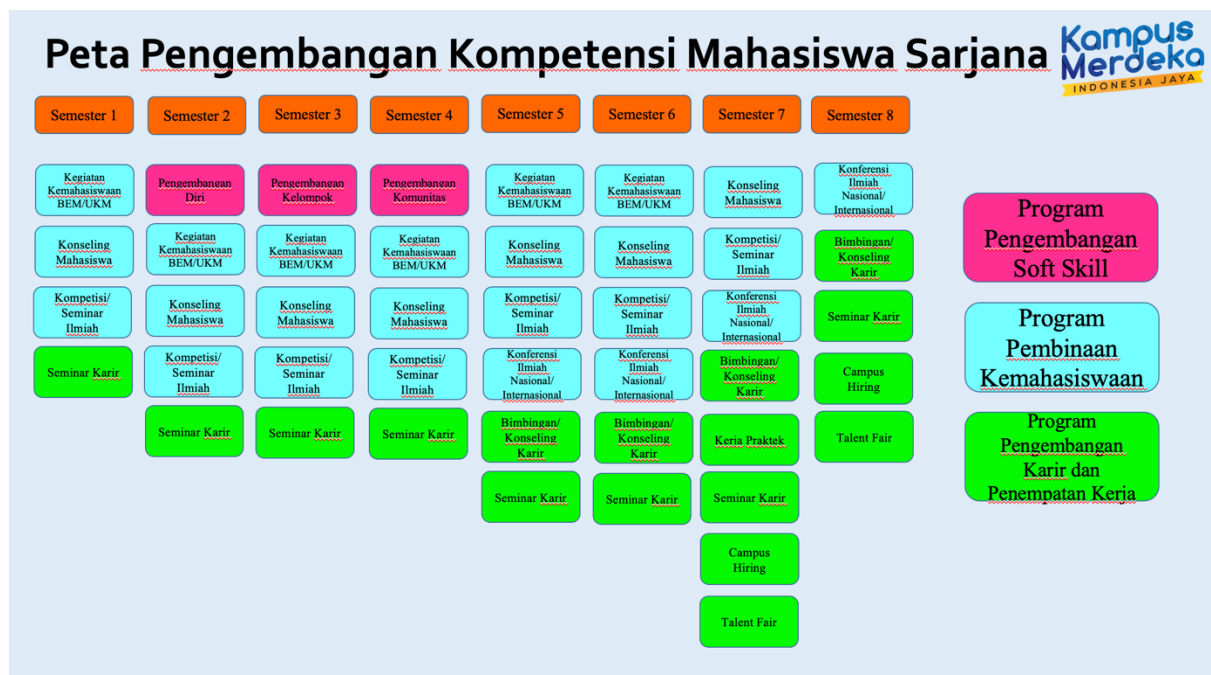 Peta Pengembangan Kompetensi Mahasiswa Sarjana
Kampus
Merdeka
INDONESIA JAYA
Semester 1
Semester 2
Semester 3
Semester 4
Semester 5
Semester 6
Semester 7
Semester 8
Kegiatan
Kemahasiswaan
BEM/UKM
Konseling
Mahasiswa
Kompetisi/
Seminar
Ilmiah
Seminar Karir
Pengembangan
Diri
Kegiatan
Kemahasiswaan
BEM/UKM
Konseling
Mahasiswa
Kompetisi/
Seminar
Ilmiah
Seminar Karir
Pengembangan
Kelompok
Kegiatan
Kemahasiswaan
BEM/UKM
Konseling
Mahasiswa
Kompetisi/
Seminar
Ilmiah
Seminar Karir
Pengembangan
Komunitas
Kegiatan
Kemahasiswaan
BEM/UKM
Konseling
Mahasiswa
Kompetisi/
Seminar
Ilmiah
Seminar Karir
Kegiatan
Kemahasiswaan
BEM/UKM
Konseling
Mahasiswa
Kompetisi/
Seminar
Ilmiah
Konferensi
Ilmiah
Nasional/
Internasional
Bimbingan/
Konseling
Karir
Seminar Karir
Kegiatan
Kemahasiswaan
BEM/UKM
Konseling
Mahasiswa
Kompetisi/
Seminar
Ilmiah
Konferensi
Ilmiah
Nasional/
Internasional
Bimbingan/
Konseling
Karir
Seminar Karir
Konseling
Mahasiswa
Kompetisi/
Seminar
Ilmiah
Konferensi
Ilmiah
Nasional/
Internasional
Bimbingan/
Konseling
Karir
Kerja Praktek
Seminar Karir
Campus
Hiring
Talent Fair
Konferensi
Ilmiah
Nasional/
Internasional
Bimbingan/
Konseling
Karir
Seminar Karir
Campus
Hiring
Talent Fair
Program
Pengembangan
Soft Skill
Program
Pembinaan
Kemahasiswaan
Program
Pengembangan
Karir dan
Penempatan Kerja